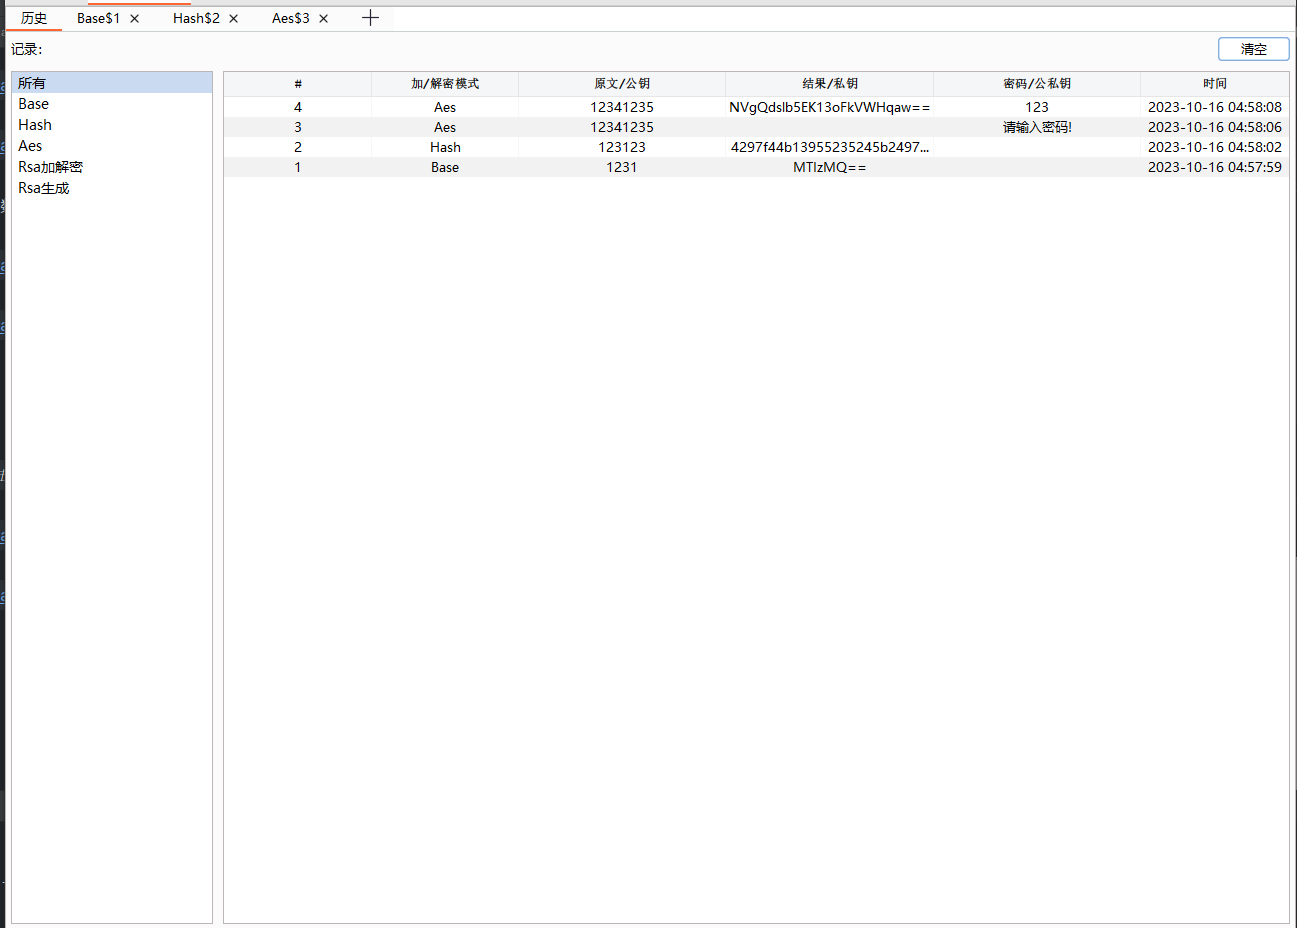 历史 Base$1 Hash$2 Aes$3
记录: 清空
所有
Base
Hash
Aes
Rsa加解密
Rsa生成
# 加/解密模式 原文/公钥 结果/私钥 密码/公私钥 时间
4 Aes 12341235 NVgQdslb5EK13oFkVWHqaw== 123 2023-10-16 04:58:08
3 Aes 12341235 请输入密码! 2023-10-16 04:58:06
2 Hash 123123 4297f44b13955235245b2497... 2023-10-16 04:58:02
1 Base 1231 MTIzMQ== 2023-10-16 04:57:59